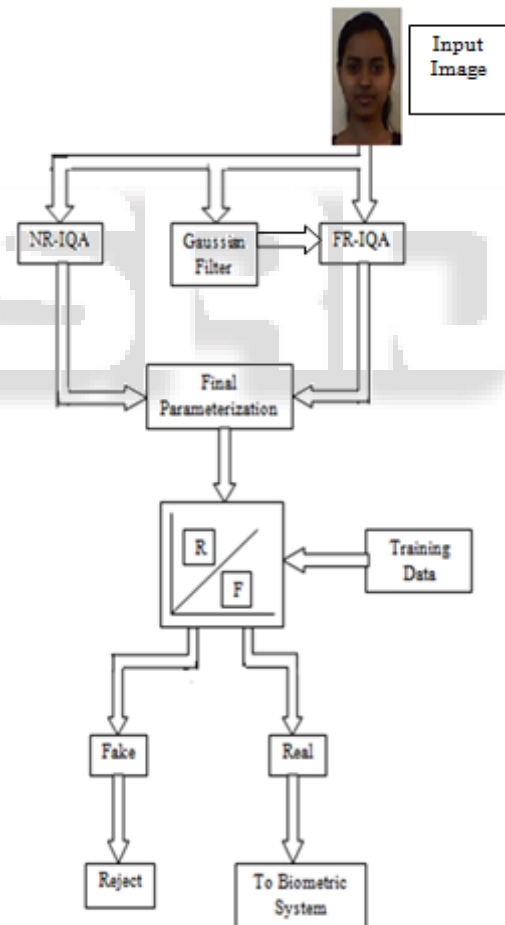 Input
Image
NR-IQA
Gaussian
Filter
FR-IQA
Final
Parameterization
R
F
Training
Data
Fake
Real
Reject
To Biometric
System